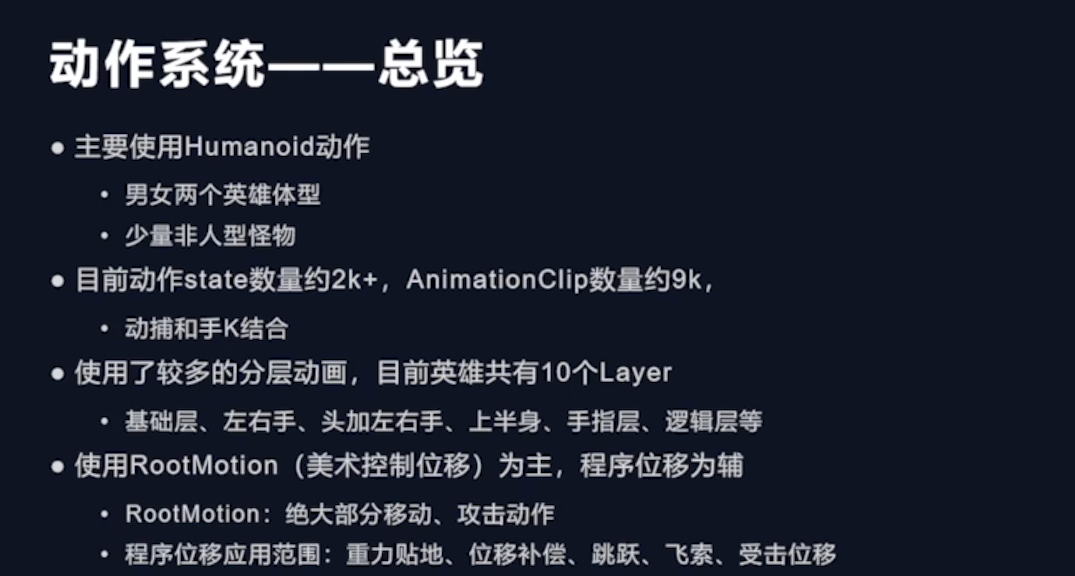 动作系统——总览
● 主要使用Humanoid动作
• 男女两个英雄体型
• 少量非人型怪物
● 目前动作state数量约2k+，AnimationClip数量约9k，
• 动捕和手K结合
● 使用了较多的分层动画，目前英雄共有10个Layer
• 基础层、左右手、头加左右手、上半身、手指层、逻辑层等
● 使用RootMotion（美术控制位移）为主，程序位移为辅
• RootMotion：绝大部分移动、攻击动作
• 程序位移应用范围：重力贴地、位移补偿、跳跃、飞索、受击位移